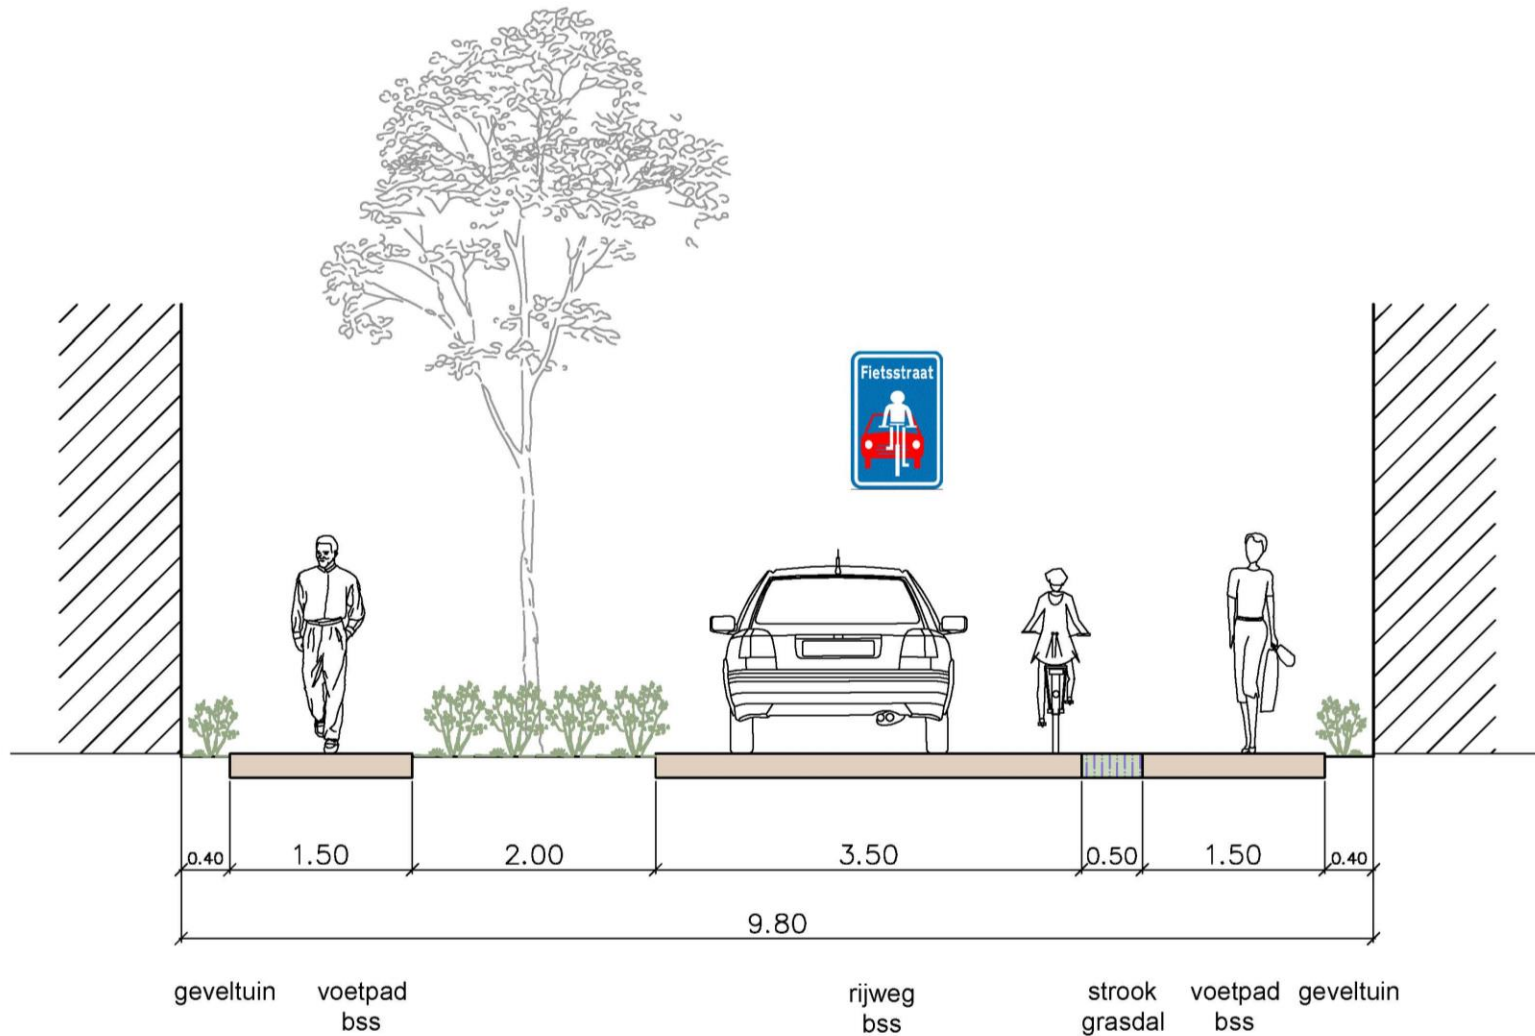 Fietsstraat
0.40 1.50 2.00 3.50 0.50 1.50 0.40
9.80
geveltuin voetpad rijweg strook voetpad geveltuin
bss bss grasdal bss